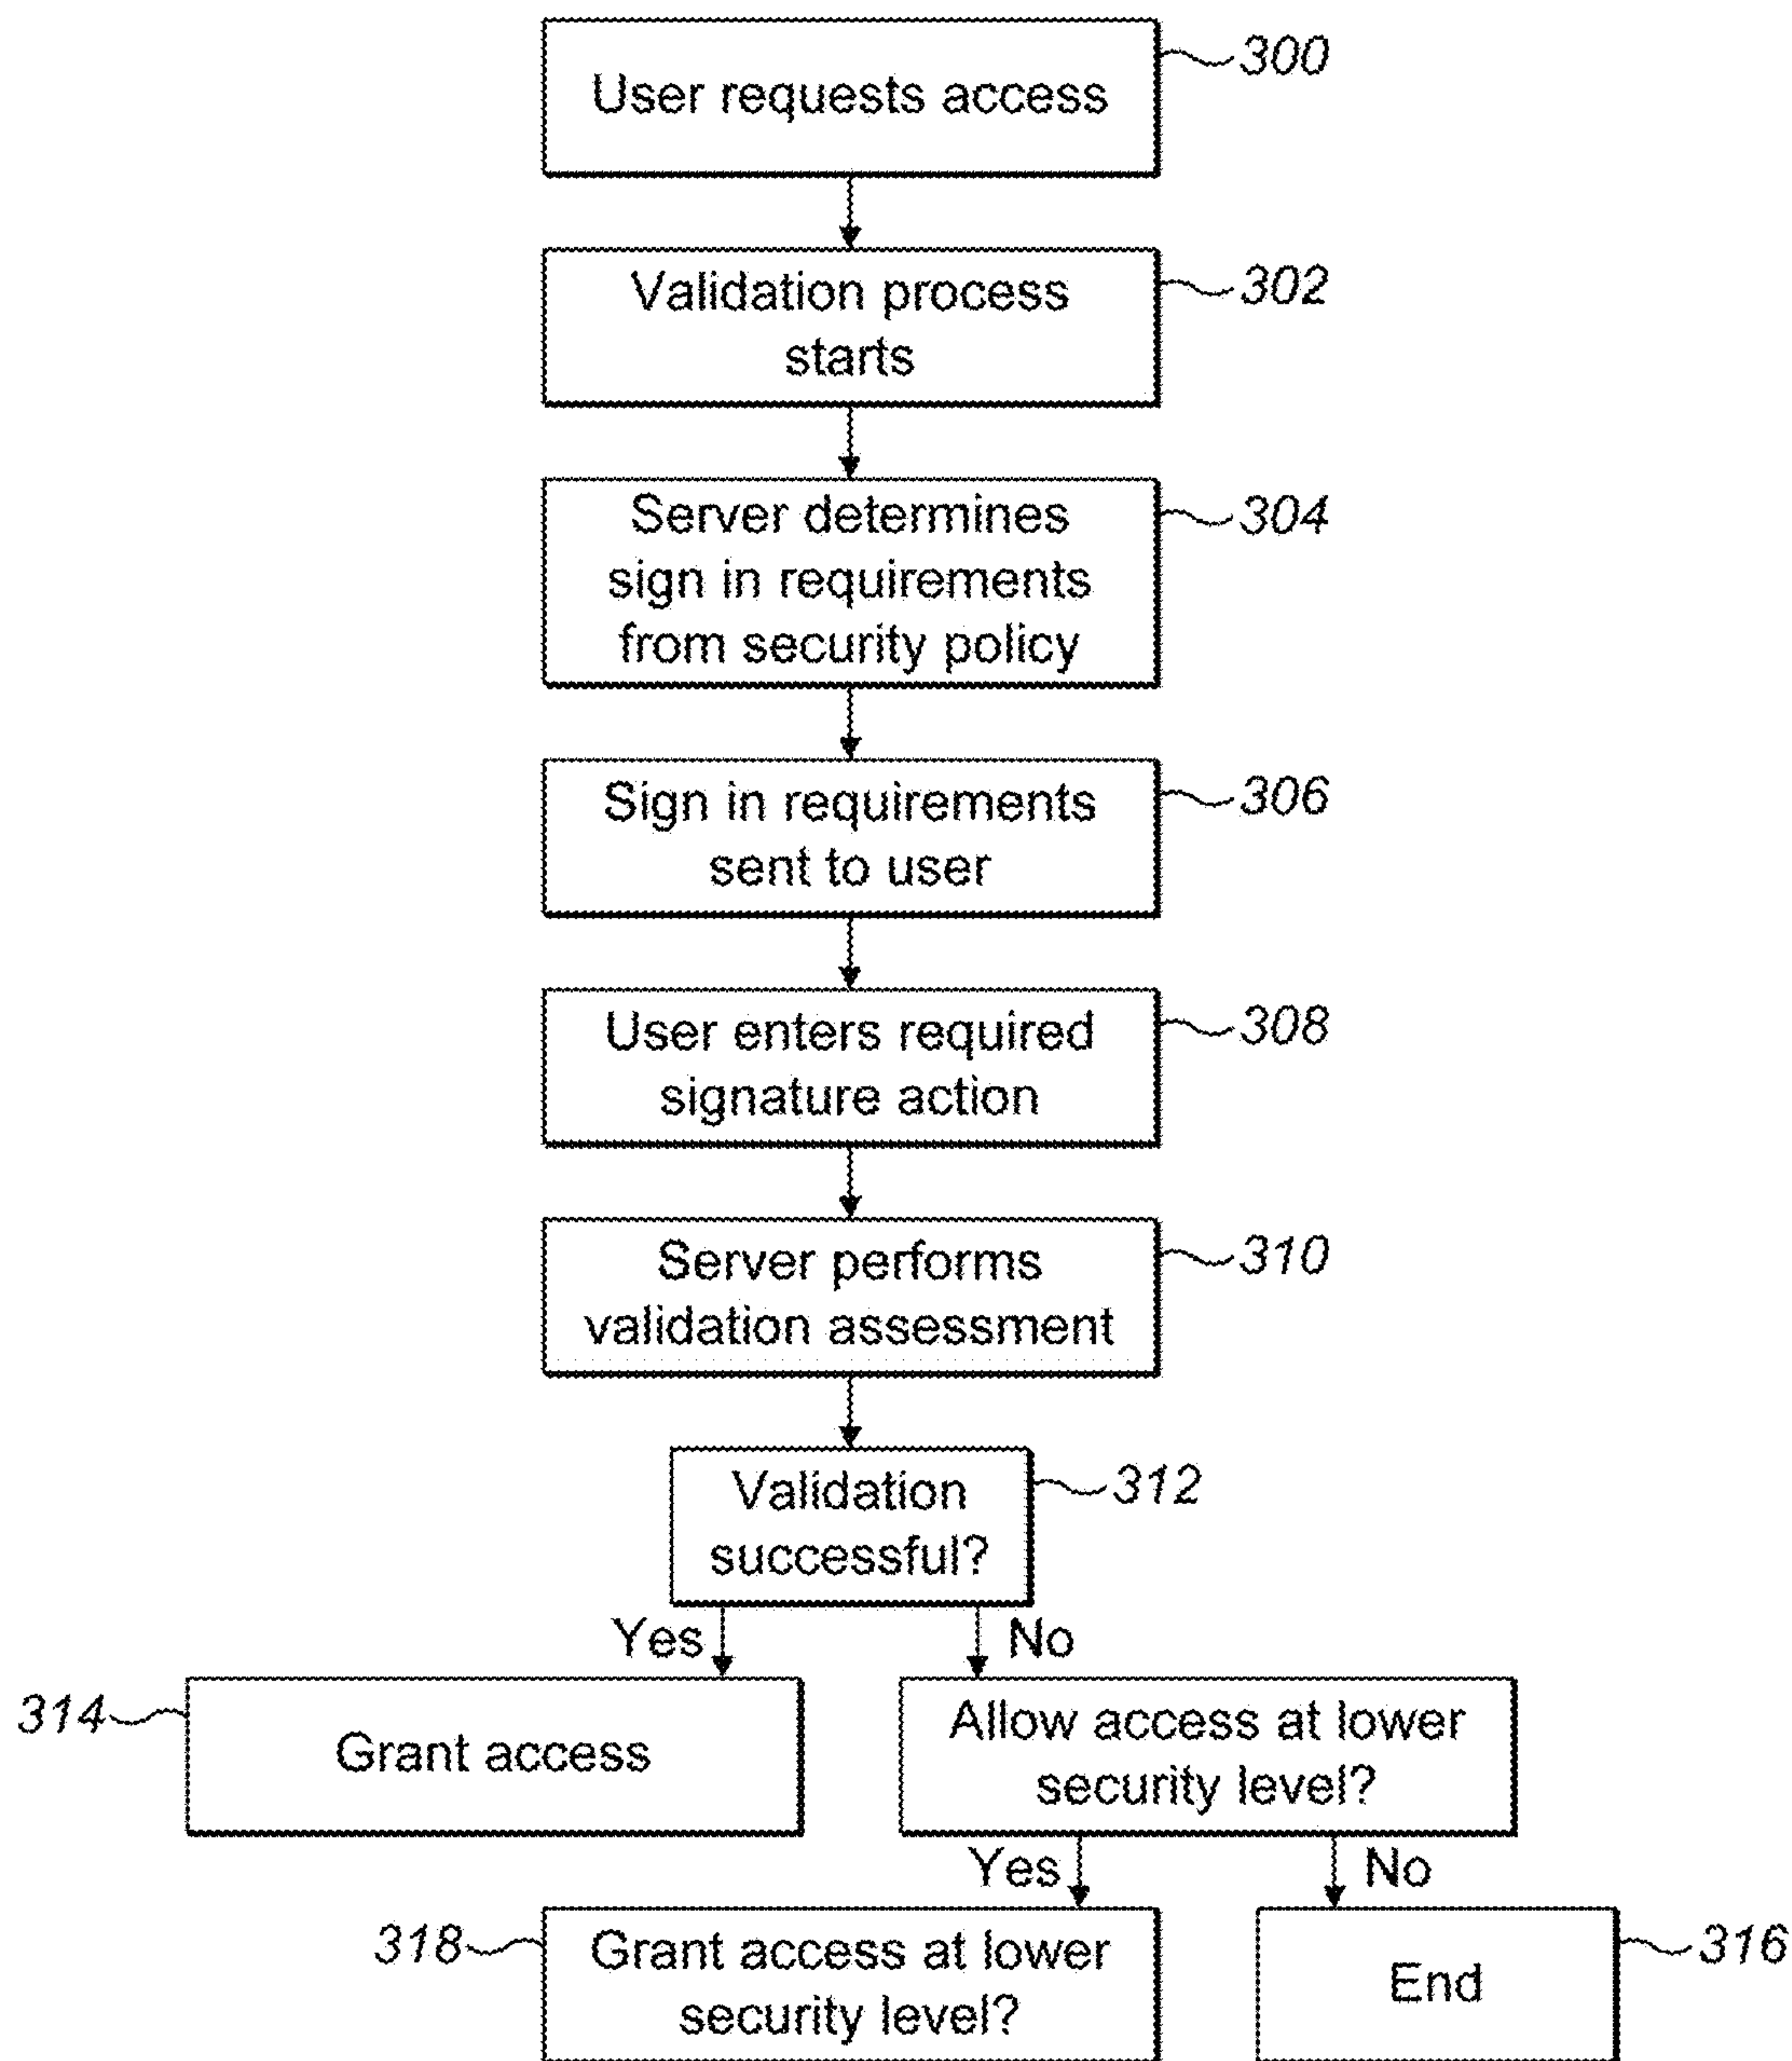 User requests access
300
Validation process
starts
302
Server determines
sign in requirements
from security policy
304
Sign in requirements
sent to user
306
User enters required
signature action
308
Server performs
validation assessment
310
Validation
successful?
312
Yes
No
314
Grant access
Allow access at lower
security level?
Yes
No
318
Grant access at lower
security level?
End
316